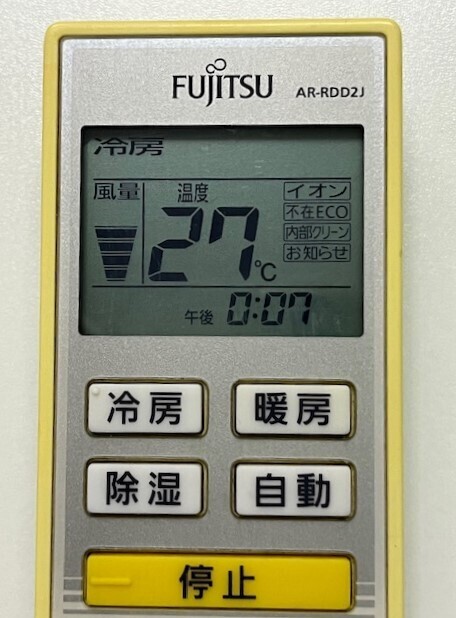 FUJITSU AR-RDD2J
冷房
風量 温度 イオン
不在ECO
27℃ 内部クリーン
お知らせ
午後 0:07
冷房 暖房
除湿 自動
停止